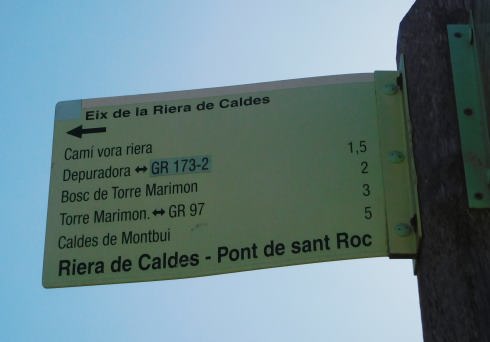 Eix de la Riera de Caldes
Camí vora riera
Depuradora ↔ GR 173-2 1,5
Bosc de Torre Marimon 2
Torre Marimon. ↔ GR 97 3
Caldes de Montbui 5
Riera de Caldes - Pont de sant Roc